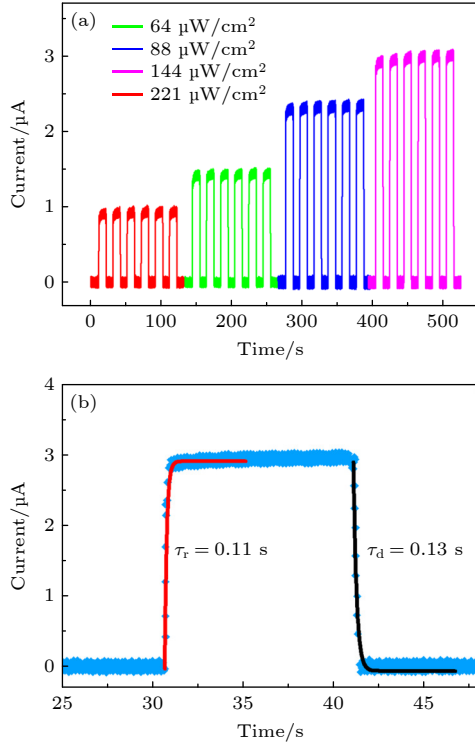 (a)
64 µW/cm²
88 µW/cm²
144 µW/cm²
221 µW/cm²
Current/µA
3
2
1
0
0 100 200 300 400 500
Time/s
(b)
Current/µA
4
3
2
1
0
τr = 0.11 s
τd = 0.13 s
25 30 35 40 45
Time/s